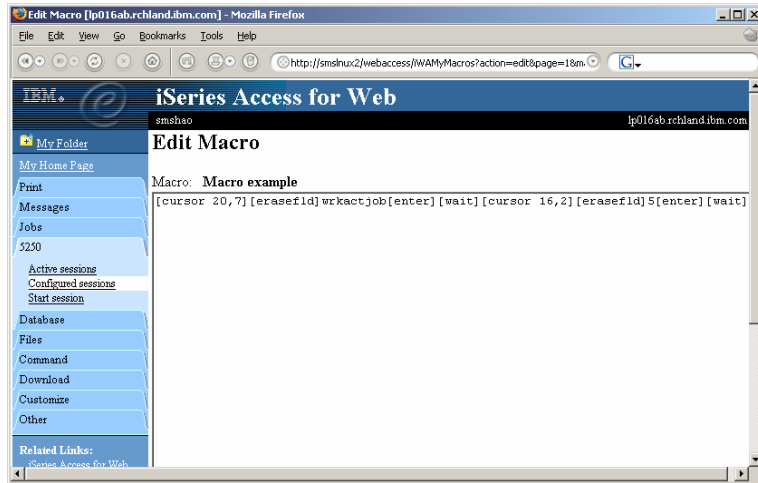 Edit Macro [lp016ab.rchland.ibm.com] - Mozilla Firefox
File Edit View Go Bookmarks Tools Help
http://smslnux2/webaccess/iWAMyMacros?action=edit&page=1&m
G
IBM
e
iSeries Access for Web
smshao lp016ab.rchland.ibm.com
My Folder
My Home Page
Print
Messages
Jobs
5250
Active sessions
Configured sessions
Start session
Database
Files
Command
Download
Customize
Other
Related Links:
iSeries Access for Web
Edit Macro
Macro: Macro example
[cursor 20,7][erasefld]wrkactjob[enter][wait][cursor 16,2][erasefld]5[enter][wait]